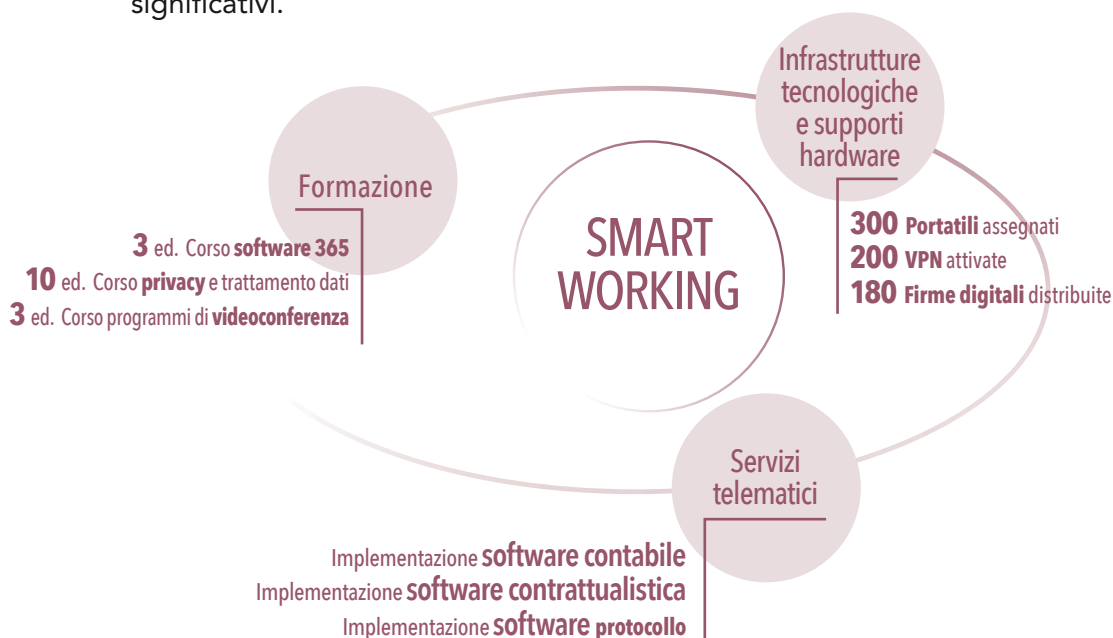 significativi.
Infrastrutture
tecnologiche
e supporti
hardware
300 Portatili assegnati
200 VPN attivate
180 Firme digitali distribuite
Formazione
3 ed. Corso software 365
10 ed. Corso privacy e trattamento dati
3 ed. Corso programmi di videoconferenza
SMART
WORKING
Servizi
telematici
Implementazione software contabile
Implementazione software contrattualistica
Implementazione software protocollo